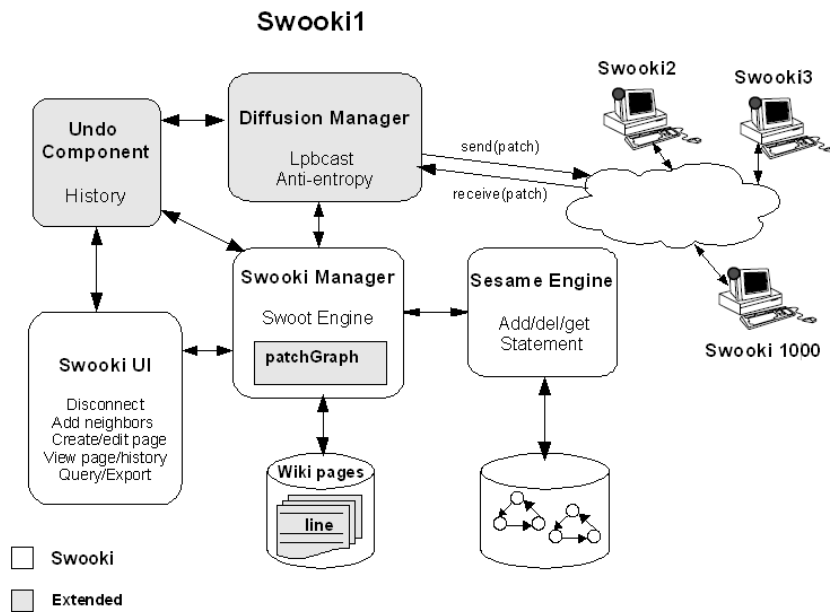 Swooki1
Swooki2
Swooki3
Undo
Component
History
Diffusion Manager
Lpbcast
Anti-entropy
send(patch)
receive(patch)
Swooki Manager
Swoot Engine
patchGraph
Sesame Engine
Add/del/get
Statement
Swooki 1000
Swooki UI
Disconnect
Add neighbors
Create/edit page
View page/history
Query/Export
Wiki pages
line
Swooki
Extended